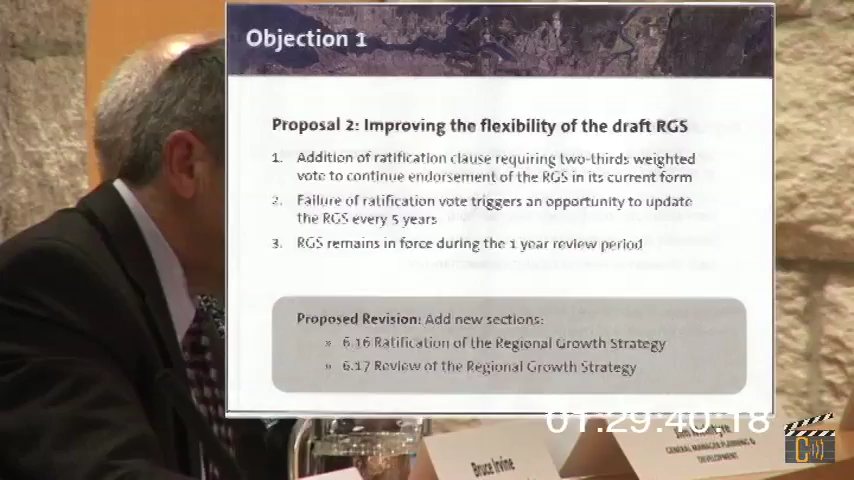 Objection 1
Proposal 2: Improving the flexibility of the draft RGS
1. Addition of ratification clause requiring two-thirds weighted
vote to continue endorsement of the RGS in its current form
2. Failure of ratification vote triggers an opportunity to update
the RGS every 5 years
3. RGS remains in force during the 1 year review period
Proposed Revision: Add new sections:
» 6.16 Ratification of the Regional Growth Strategy
» 6.17 Review of the Regional Growth Strategy
01:29:40:18
GENERAL MANAGER PLANNING &
DEVELOPMENT
Bruce Irvine